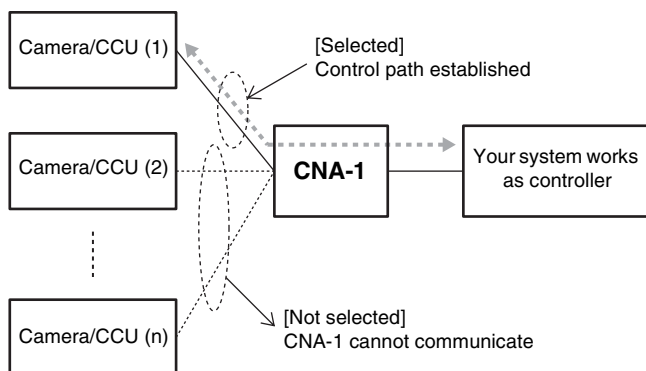 Camera/CCU (1)
[Selected]
Control path established
Camera/CCU (2)
CNA-1
Your system works
as controller
Camera/CCU (n)
[Not selected]
CNA-1 cannot communicate